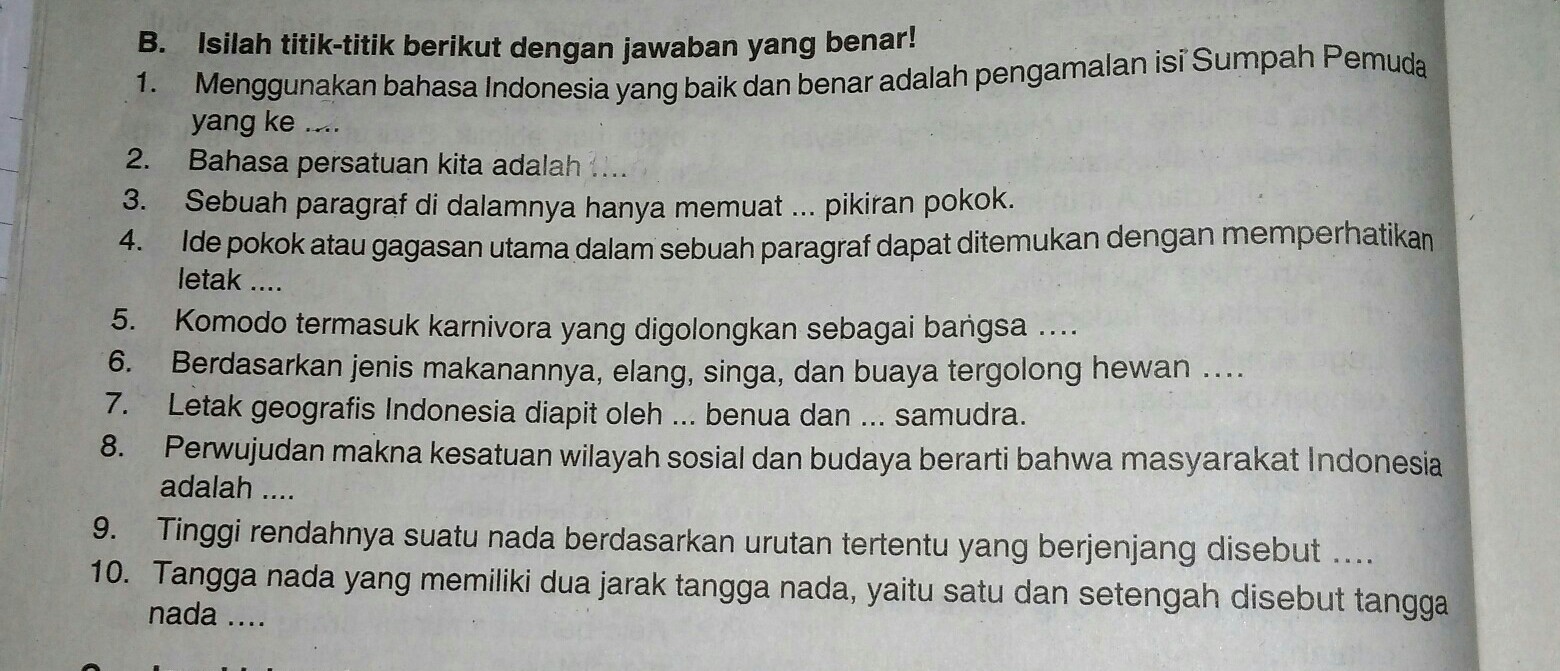 B. Isilah titik-titik berikut dengan jawaban yang benar!
1. Menggunakan bahasa Indonesia yang baik dan benar adalah pengamalan isi Sumpah Pemuda
yang ke ....
2. Bahasa persatuan kita adalah ....
3. Sebuah paragraf di dalamnya hanya memuat ... pikiran pokok.
4. Ide pokok atau gagasan utama dalam sebuah paragraf dapat ditemukan dengan memperhatikan
letak ....
5. Komodo termasuk karnivora yang digolongkan sebagai bangsa ....
6. Berdasarkan jenis makanannya, elang, singa, dan buaya tergolong hewan ....
7. Letak geografis Indonesia diapit oleh ... benua dan ... samudra.
8. Perwujudan makna kesatuan wilayah sosial dan budaya berarti bahwa masyarakat Indonesia
adalah ....
9. Tinggi rendahnya suatu nada berdasarkan urutan tertentu yang berjenjang disebut ....
10. Tangga nada yang memiliki dua jarak tangga nada, yaitu satu dan setengah disebut tangga
nada ....